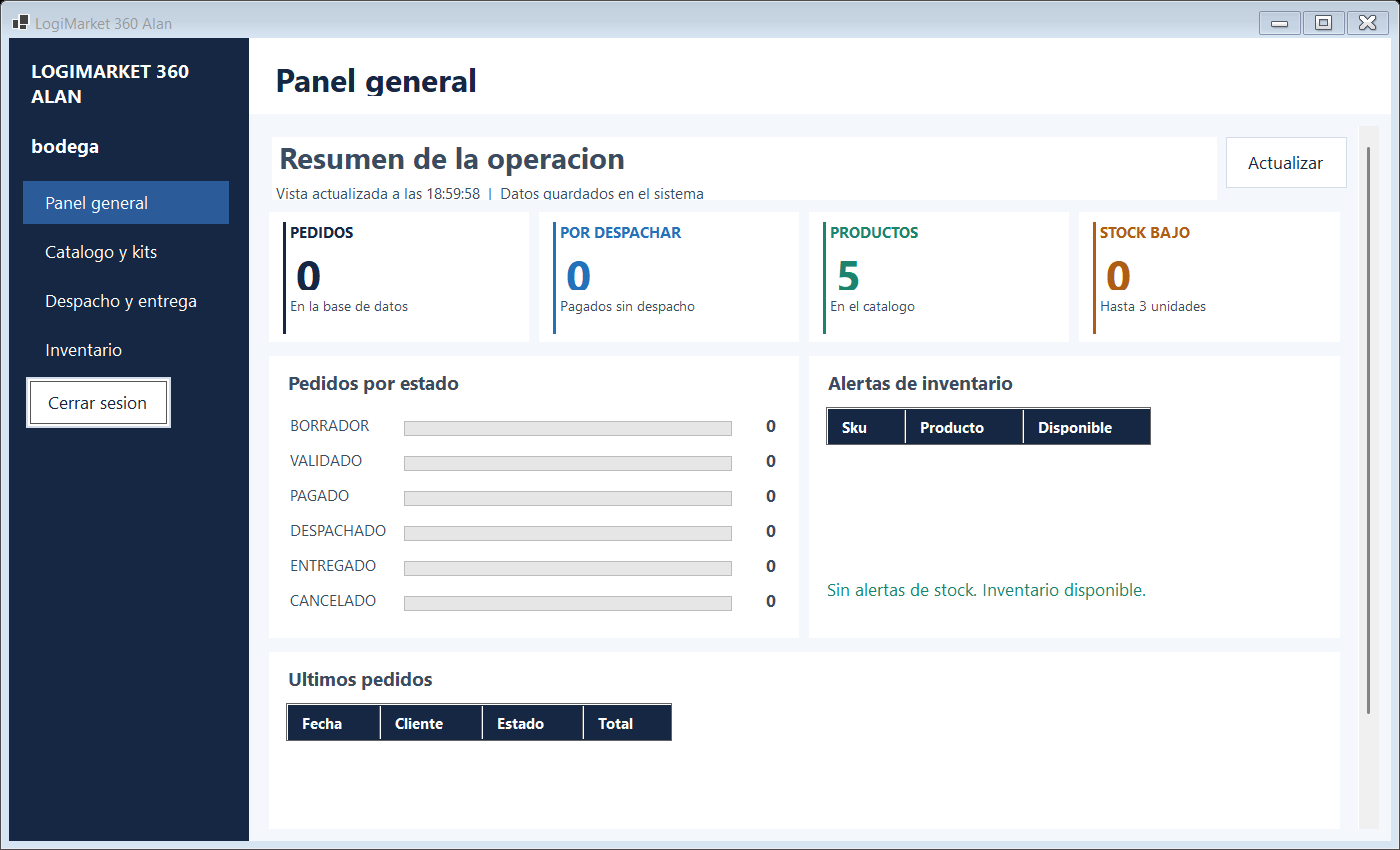 LogiMarket 360 Alan
LOGIMARKET 360
ALAN
bodega
Panel general
Catalogo y kits
Despacho y entrega
Inventario
Cerrar sesion
Panel general
Resumen de la operacion
Vista actualizada a las 18:59:58 | Datos guardados en el sistema
Actualizar
PEDIDOS
0
En la base de datos
POR DESPACHAR
0
Pagados sin despacho
PRODUCTOS
5
En el catalogo
STOCK BAJO
0
Hasta 3 unidades
Pedidos por estado
BORRADOR 0
VALIDADO 0
PAGADO 0
DESPACHADO 0
ENTREGADO 0
CANCELADO 0
Alertas de inventario
Sku Producto Disponible
Sin alertas de stock. Inventario disponible.
Ultimos pedidos
Fecha Cliente Estado Total